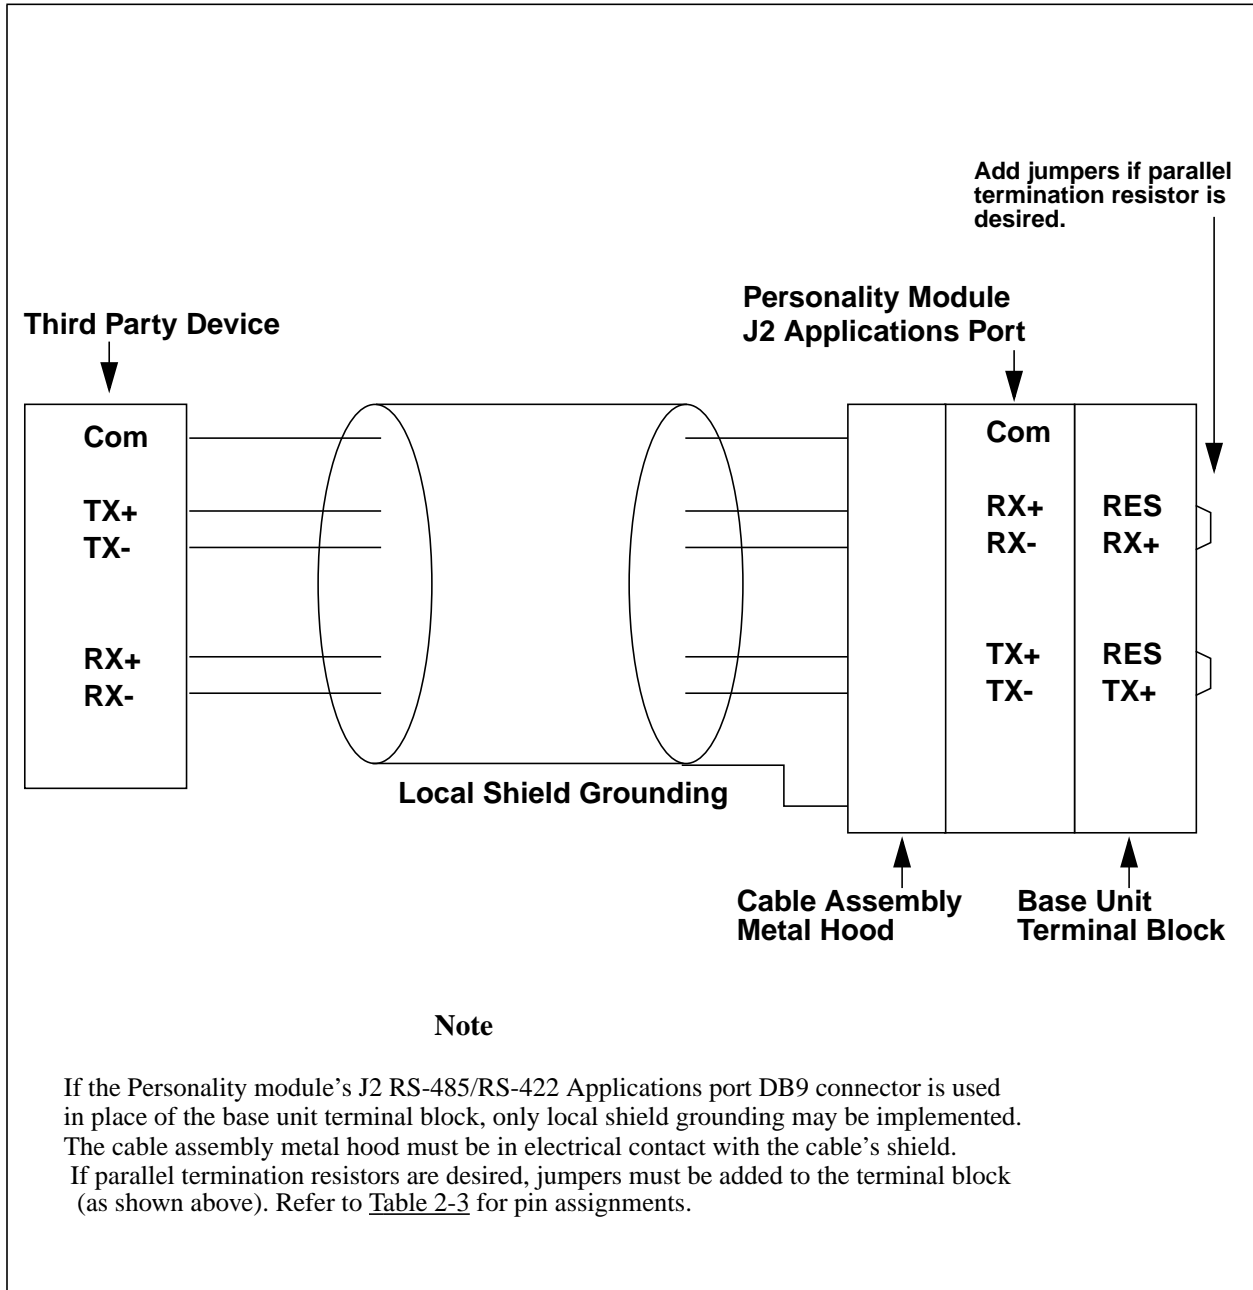 Add jumpers if parallel
termination resistor is
desired.
Personality Module
J2 Applications Port
Third Party Device
Com
TX+
TX-
RX+
RX-
Com
RX+
RX-
TX+
TX-
RES
RX+
RES
TX+
Local Shield Grounding
Cable Assembly
Metal Hood
Base Unit
Terminal Block
Note
If the Personality module’s J2 RS-485/RS-422 Applications port DB9 connector is used
in place of the base unit terminal block, only local shield grounding may be implemented.
The cable assembly metal hood must be in electrical contact with the cable’s shield.
If parallel termination resistors are desired, jumpers must be added to the terminal block
(as shown above). Refer to Table 2-3 for pin assignments.